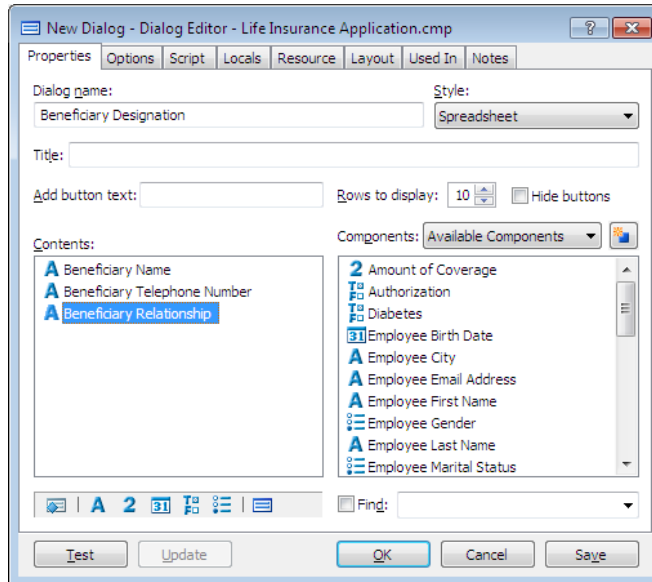 New Dialog - Dialog Editor - Life Insurance Application.cmp
Properties Options Script Locals Resource Layout Used In Notes
Dialog name: Style:
Beneficiary Designation Spreadsheet
Title:
Add button text: Rows to display: 10 Hide buttons
Contents: Components: Available Components
Beneficiary Name
Beneficiary Telephone Number
Beneficiary Relationship
Amount of Coverage
Authorization
Diabetes
Employee Birth Date
Employee City
Employee Email Address
Employee First Name
Employee Gender
Employee Last Name
Employee Marital Status
Find:
Test Update OK Cancel Save